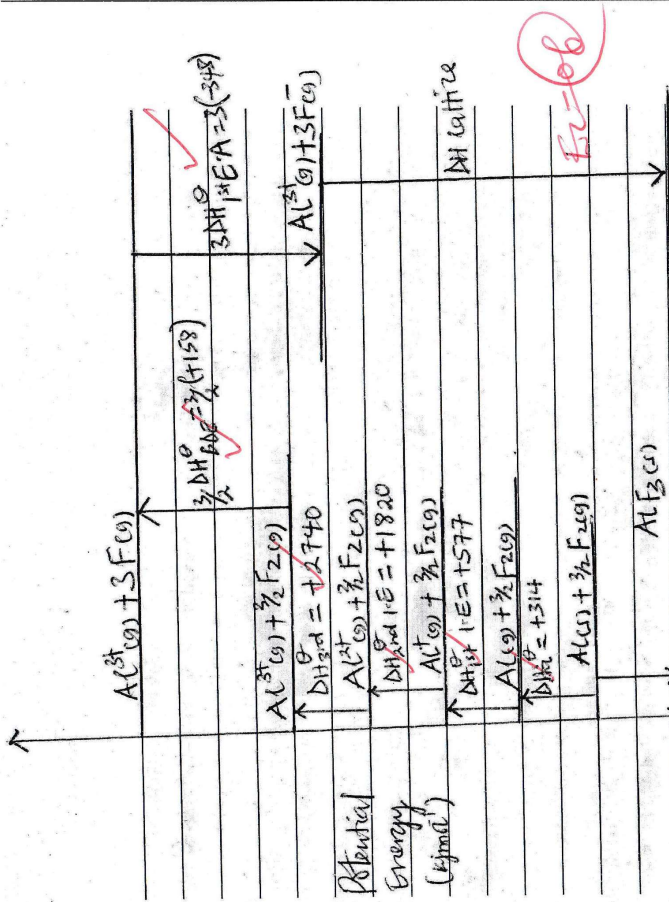 Al³⁺(g) + 3F(g)
3/2 ΔH^θ BDE = 3/2(+158)
3ΔH^θ 1st E.A = 3(-348)
Al³⁺(g) + 3/2 F2(g)
ΔH^θ 3rd = +2740
Al³⁺(g) + 3F⁻(g)
Al²⁺(g) + 3/2 F2(g)
Potential
Energy
(kjmol⁻¹)
ΔH^θ 2nd I.E = +1820
Al⁺(g) + 3/2 F2(g)
ΔH^θ 1st I.E = +577
ΔH Lattice
Al(g) + 3/2 F2(g)
ΔH^θ at = +314
Al(s) + 3/2 F2(g)
AlF3(s)